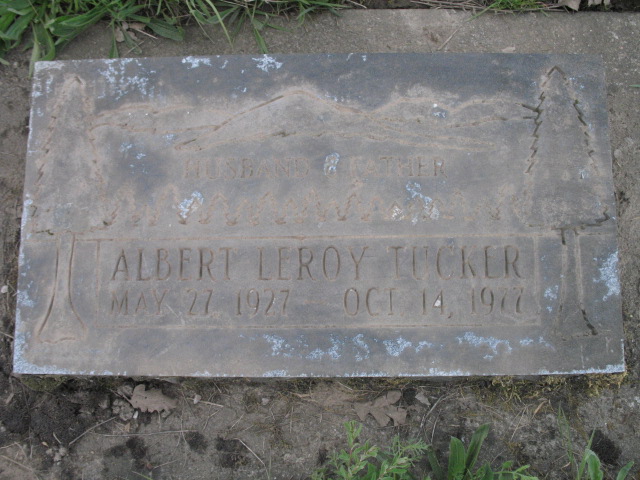 HUSBAND & FATHER
ALBERT LEROY TUCKER
MAY 27, 1927 OCT 14, 1977